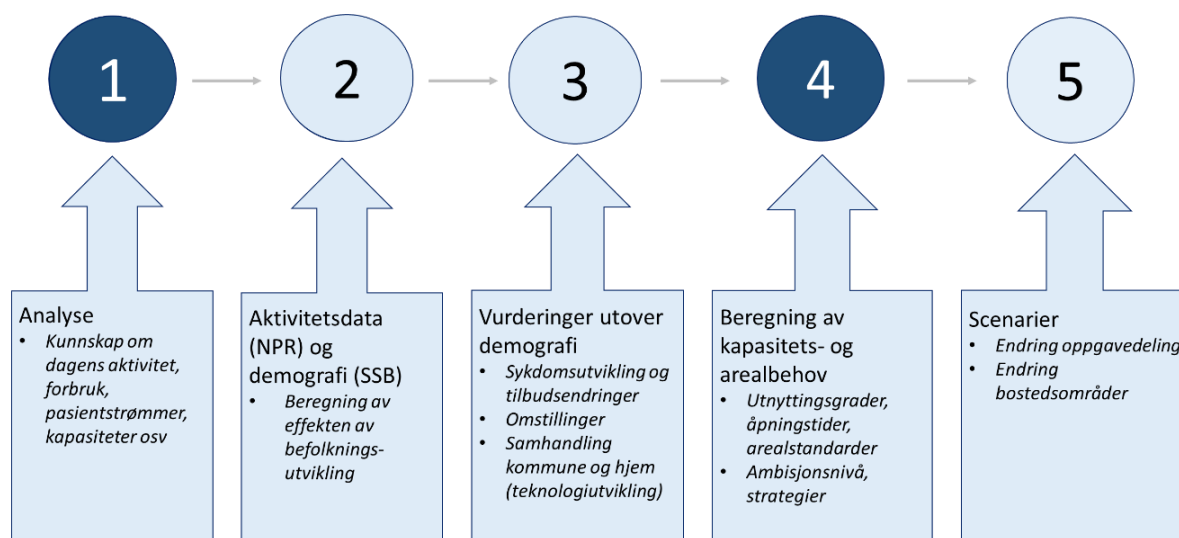 1
2
3
4
5
Analyse
• Kunnskap om
dagens aktivitet,
forbruk,
pasientstrømmer,
kapasiteter osv
Aktivitetsdata
(NPR) og
demografi (SSB)
• Beregning av
effekten av
befolknings-
utvikling
Vurderinger utover
demografi
• Sykdomsutvikling og
tilbudsendringer
• Omstillinger
• Samhandling
kommune og hjem
(teknologiutvikling)
Beregning av
kapasitets- og
arealbehov
• Utnyttingsgrader,
åpningstider,
arealstandarder
• Ambisjonsnivå,
strategier
Scenarier
• Endring oppgavedeling
• Endring
bostedsområder